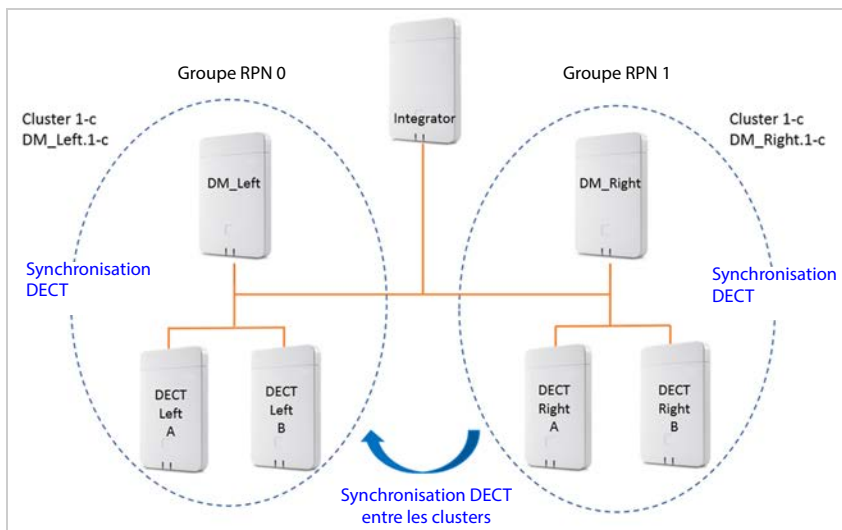 Groupe RPN 0
Groupe RPN 1
Integrator
Cluster 1-c
DM_Left.1-c
Cluster 1-c
DM_Right.1-c
DM_Left
DM_Right
Synchronisation
DECT
Synchronisation
DECT
DECT
Left
A
DECT
Left
B
DECT
Right
A
DECT
Right
B
Synchronisation DECT
entre les clusters